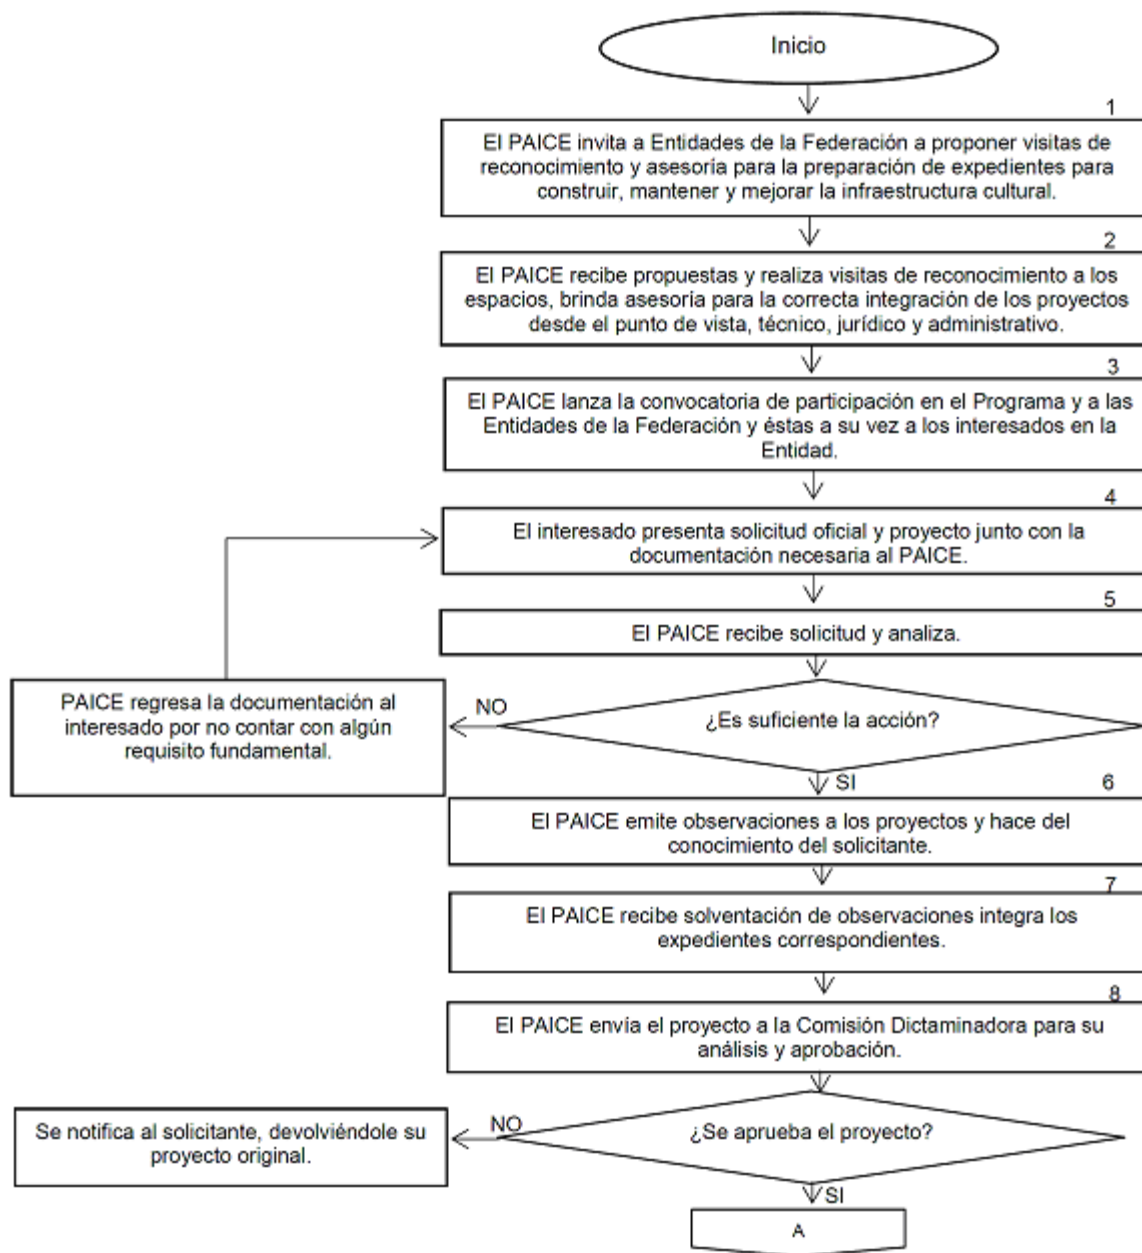 Inicio
1
El PAICE invita a Entidades de la Federación a proponer visitas de
reconocimiento y asesoría para la preparación de expedientes para
construir, mantener y mejorar la infraestructura cultural.
2
El PAICE recibe propuestas y realiza visitas de reconocimiento a los
espacios, brinda asesoría para la correcta integración de los proyectos
desde el punto de vista, técnico, jurídico y administrativo.
3
El PAICE lanza la convocatoria de participación en el Programa y a las
Entidades de la Federación y éstas a su vez a los interesados en la
Entidad.
4
El interesado presenta solicitud oficial y proyecto junto con la
documentación necesaria al PAICE.
5
El PAICE recibe solicitud y analiza.
¿Es suficiente la acción?
NO
PAICE regresa la documentación al
interesado por no contar con algún
requisito fundamental.
SI
6
El PAICE emite observaciones a los proyectos y hace del
conocimiento del solicitante.
7
El PAICE recibe solventación de observaciones integra los
expedientes correspondientes.
8
El PAICE envía el proyecto a la Comisión Dictaminadora para su
análisis y aprobación.
¿Se aprueba el proyecto?
NO
Se notifica al solicitante, devolviéndole su
proyecto original.
SI
A